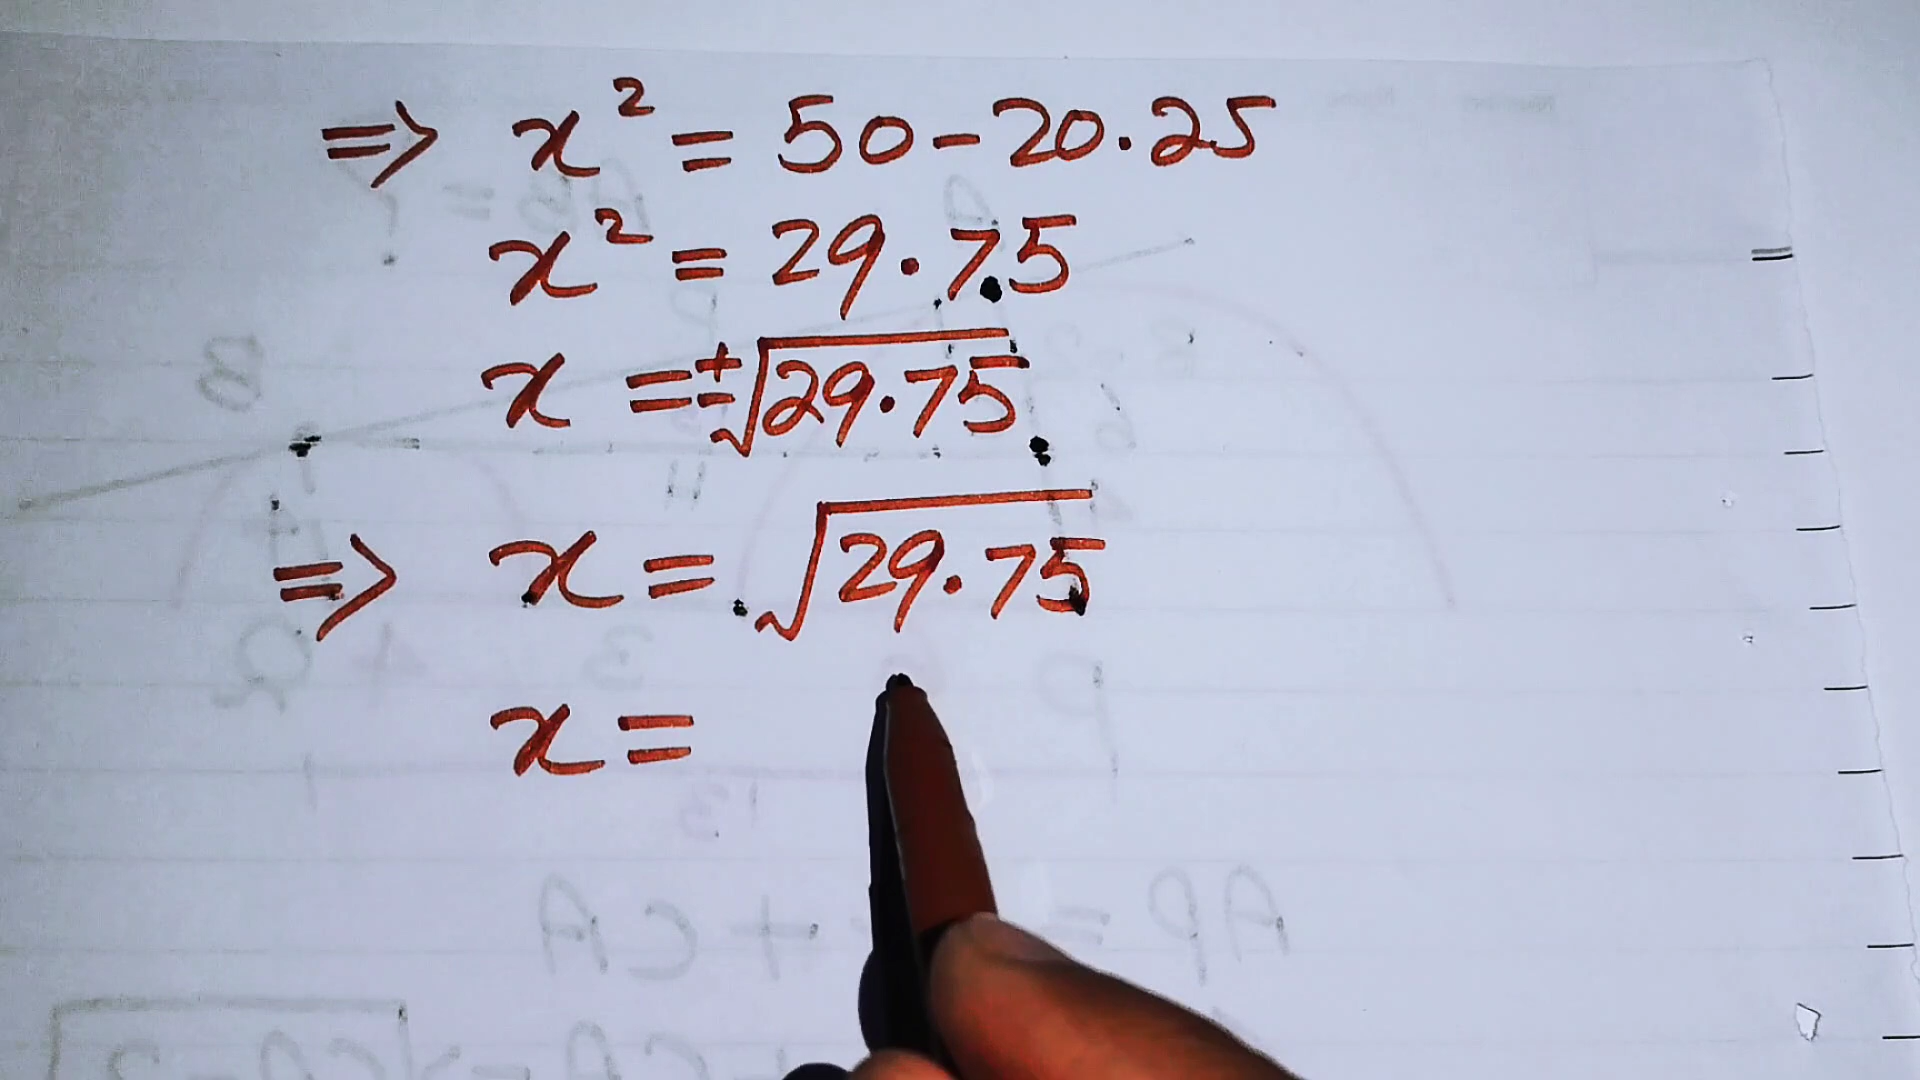 ⇒ x² = 50 - 20.25
x² = 29.75
x = ±√29.75
⇒ x = √29.75
x =